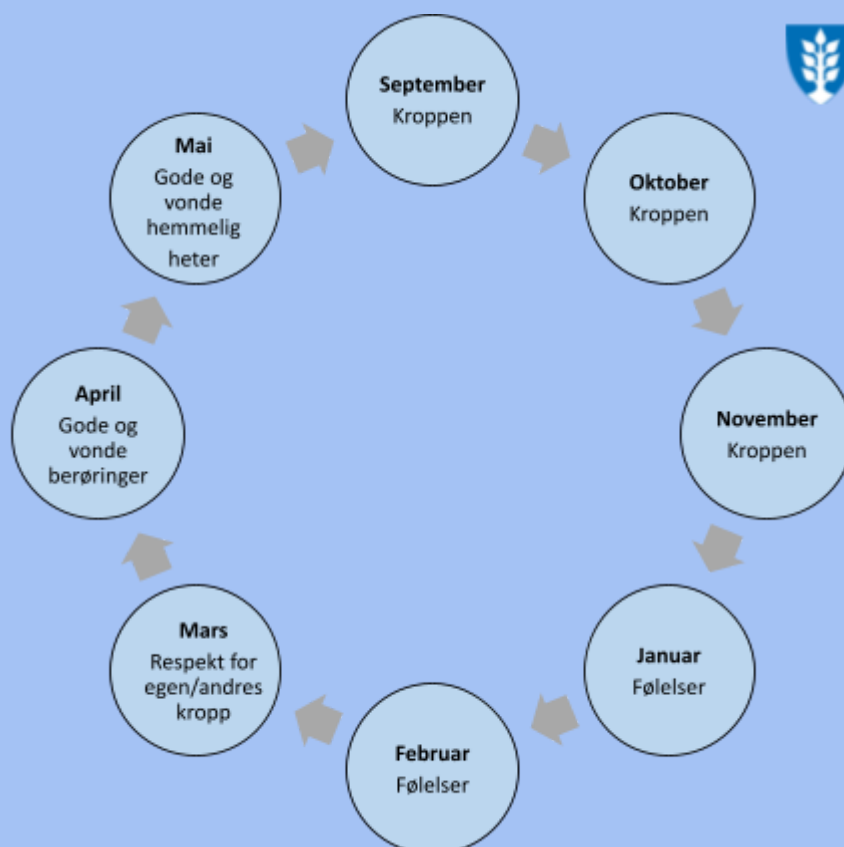 September
Kroppen
Oktober
Kroppen
November
Kroppen
Januar
Følelser
Februar
Følelser
Mars
Respekt for
egen/andres
kropp
April
Gode og
vonde
berøringer
Mai
Gode og
vonde
hemmelig
heter